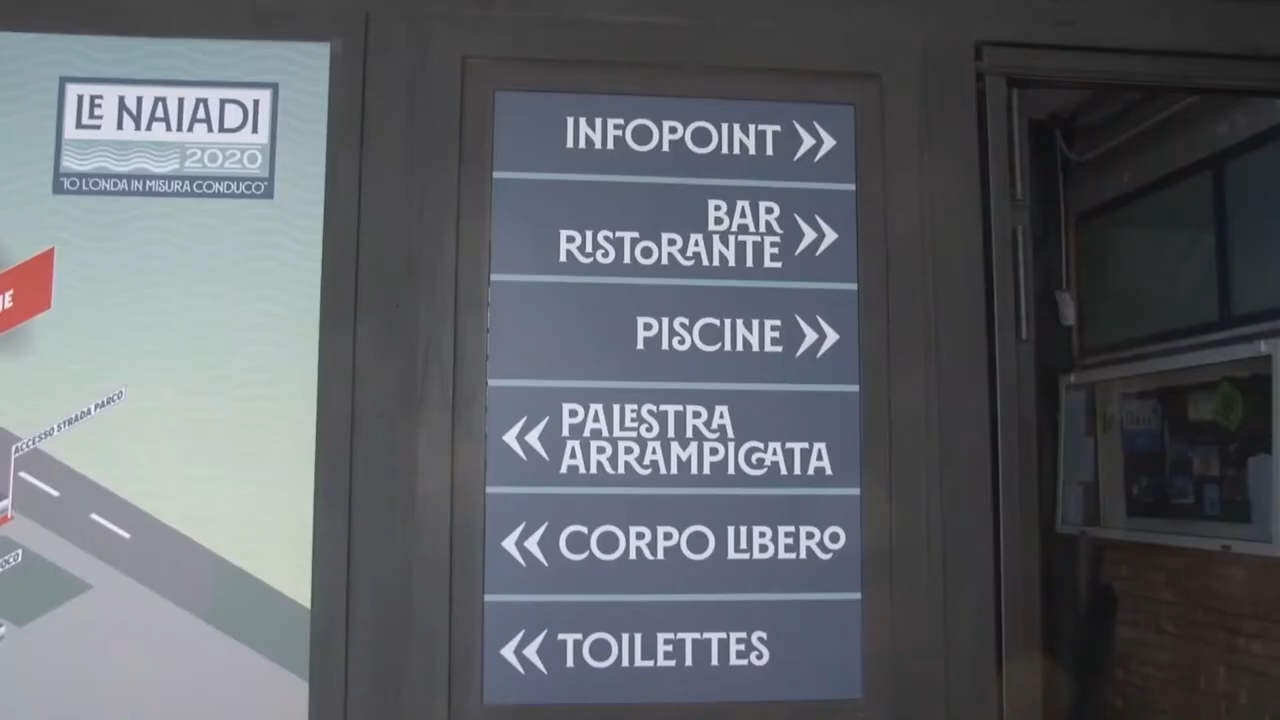 LE NAIADI
2020
"IO L'ONDA IN MISURA CONDUCO"
ACCESSO STRADA PARCO
INFOPOINT
BAR
RISTORANTE
PISCINE
PALESTRA
ARRAMPICATA
CORPO LIBERO
TOILETTES